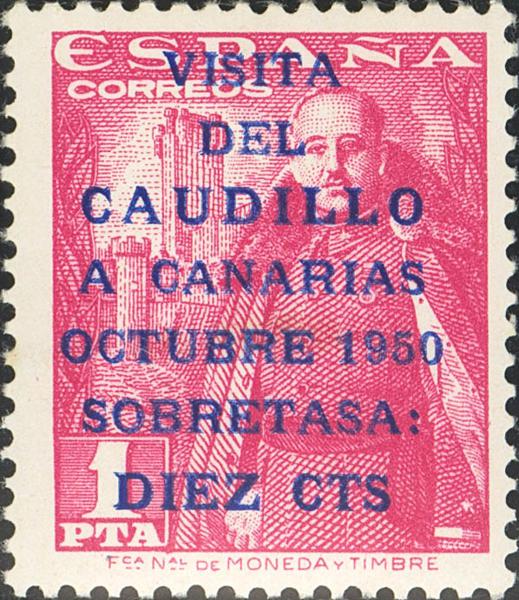 ESPAÑA
CORREOS
VISITA
DEL
CAUDILLO
A CANARIAS
OCTUBRE 1950
SOBRETASA:
DIEZ CTS
1
PTA
FCA NAL DE MONEDA Y TIMBRE